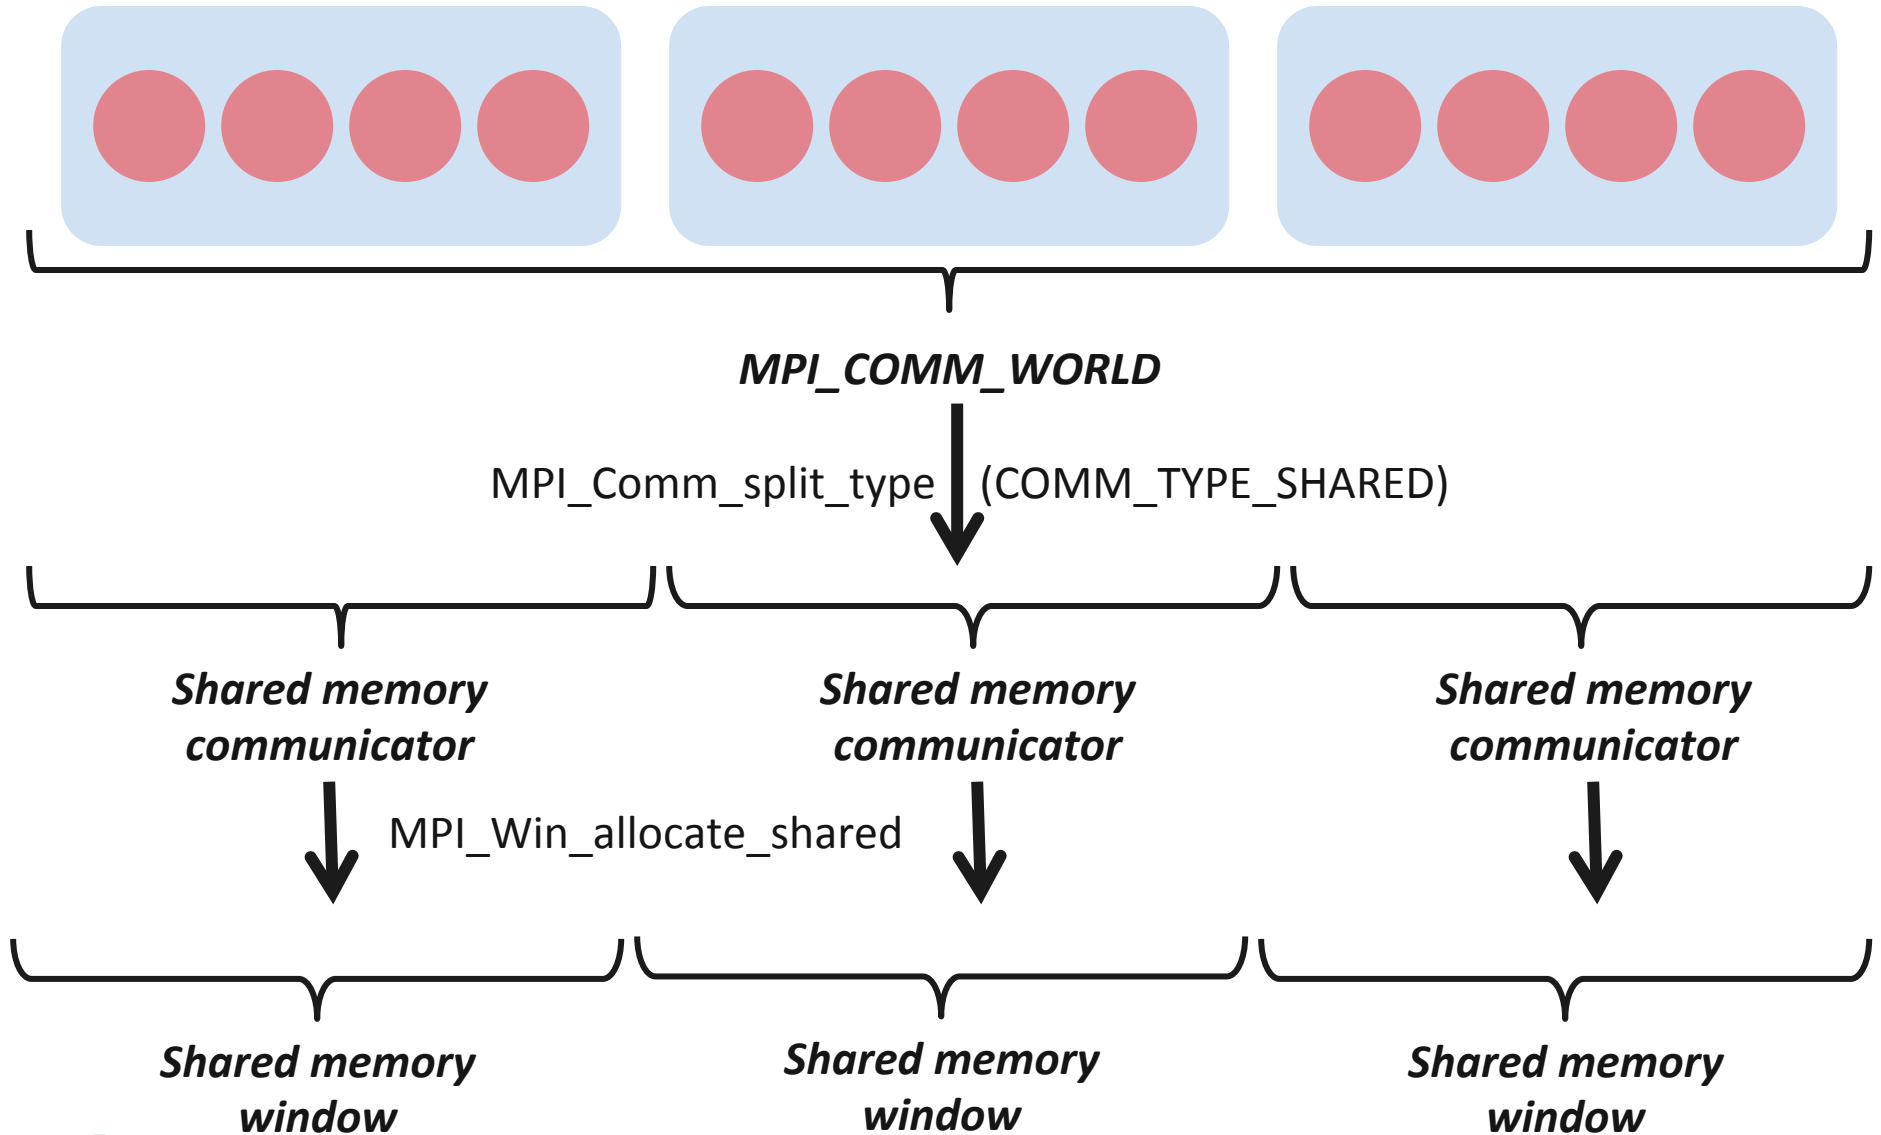 MPI_COMM_WORLD
MPI_Comm_split_type (COMM_TYPE_SHARED)
Shared memory
communicator
Shared memory
communicator
Shared memory
communicator
MPI_Win_allocate_shared
Shared memory
window
Shared memory
window
Shared memory
window